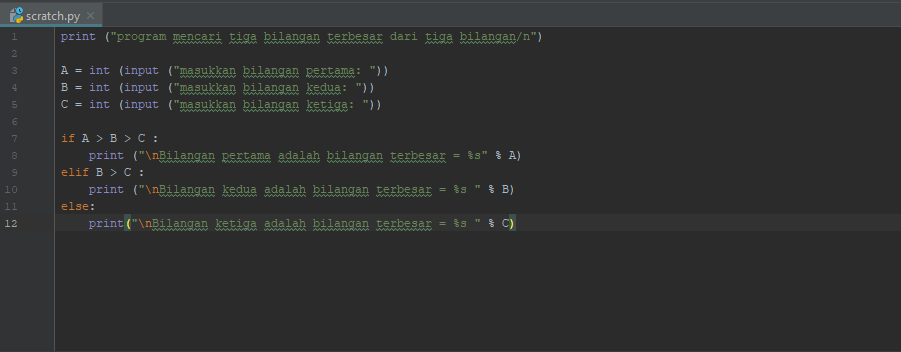 scratch.py
1 print ("program mencari tiga bilangan terbesar dari tiga bilangan/n")
2
3 A = int (input ("masukkan bilangan pertama: "))
4 B = int (input ("masukkan bilangan kedua: "))
5 C = int (input ("masukkan bilangan ketiga: "))
6
7 if A > B > C :
8     print ("\nBilangan pertama adalah bilangan terbesar = %s" % A)
9 elif B > C :
10     print ("\nBilangan kedua adalah bilangan terbesar = %s " % B)
11 else:
12     print("\nBilangan ketiga adalah bilangan terbesar = %s " % C)